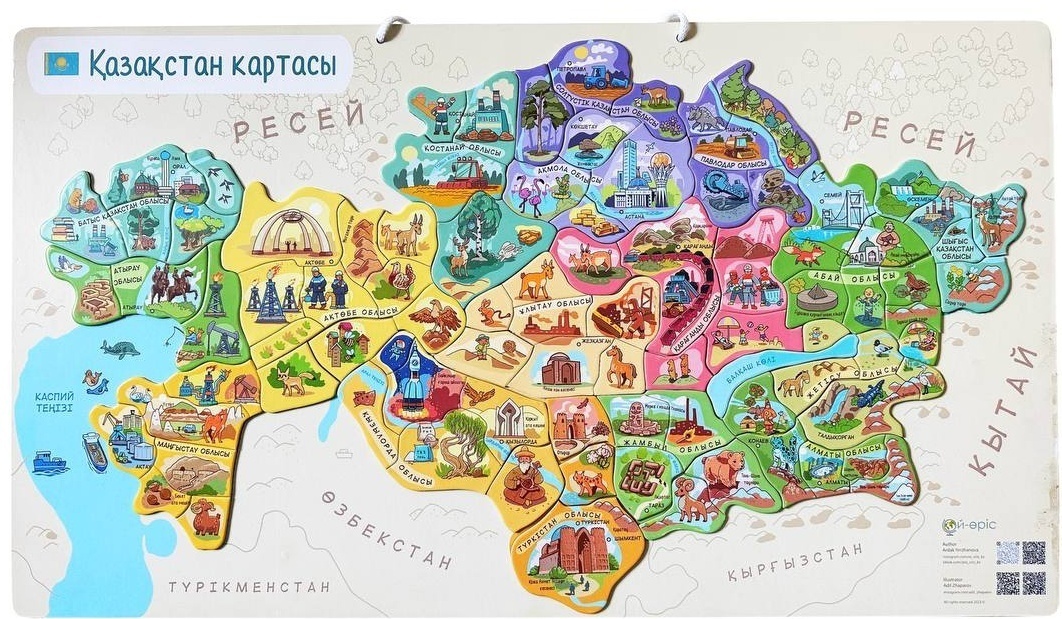 Қазақстан картасы
РЕСЕЙ
РЕСЕЙ
ҚЫТАЙ
ПЕТРОПАВЛ
СОЛТҮСТІК ҚАЗАҚСТАН ОБЛЫСЫ
ҚОСТАНАЙ
ҚОСТАНАЙ ОБЛЫСЫ
КӨКШЕТАУ
АҚМОЛА ОБЛЫСЫ
АСТАНА
ПАВЛОДАР
ПАВЛОДАР ОБЛЫСЫ
ОРАЛ
БАТЫС ҚАЗАҚСТАН ОБЛЫСЫ
АТЫРАУ
ОБЛЫСЫ
АТЫРАУ
АҚТӨБЕ
АҚТӨБЕ ОБЛЫСЫ
ҚАРАҒАНДЫ
ҚАРАҒАНДЫ ОБЛЫСЫ
ҰЛЫТАУ ОБЛЫСЫ
ЖЕЗҚАЗҒАН
СЕМЕЙ
АБАЙ ОБЛЫСЫ
ӨСКЕМЕН
ШЫҒЫС
ҚАЗАҚСТАН
ОБЛЫСЫ
БАЛҚАШ КӨЛІ
ЖЕТІСУ ОБЛЫСЫ
ТАЛДЫҚОРҒАН
КАСПИЙ
ТЕҢІЗІ
МАҢҒЫСТАУ ОБЛЫСЫ
АҚТАУ
ҚЫЗЫЛОРДА ОБЛЫСЫ
ҚЫЗЫЛОРДА
ЖАМБЫЛ ОБЛЫСЫ
ТАРАЗ
ҚОНАЕВ
АЛМАТЫ ОБЛЫСЫ
АЛМАТЫ
ТҮРКІСТАН ОБЛЫСЫ
ТҮРКІСТАН
ШЫМКЕНТ
ӨЗБЕКСТАН
ТҮРІКМЕНСТАН
ҚЫРҒЫЗСТАН
ой-өріс
Author
Illustrator